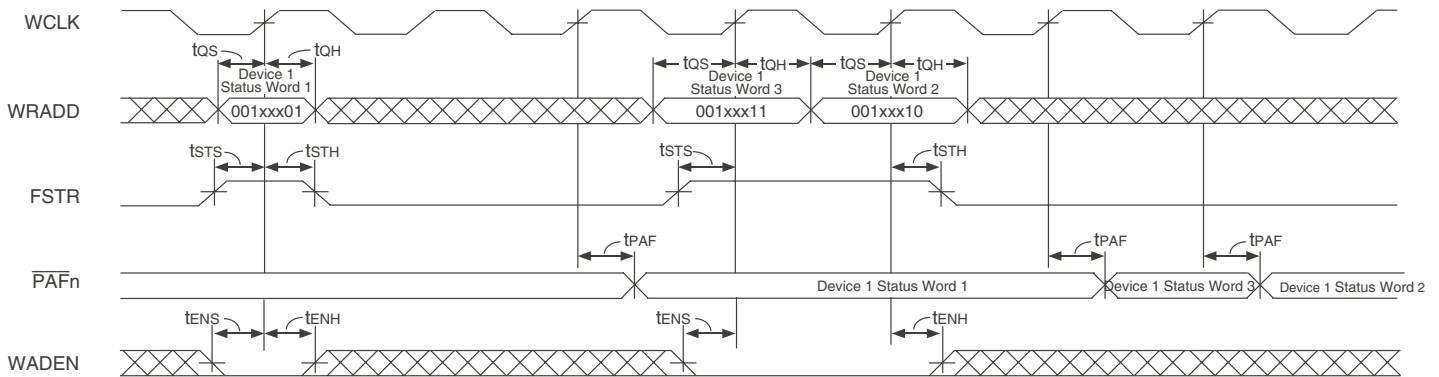 WCLK
tQS tQH tQS tQH tQS tQH
Device 1 Status Word 1
Device 1 Status Word 3
Device 1 Status Word 2
WRADD
001xxx01 001xxx11 001xxx10
tSTS tSTH tSTS tSTH
FSTR
tPAF tPAF tPAF
PAFn
Device 1 Status Word 1 Device 1 Status Word 3 Device 1 Status Word 2
tENS tENH tENS tENH
WADEN